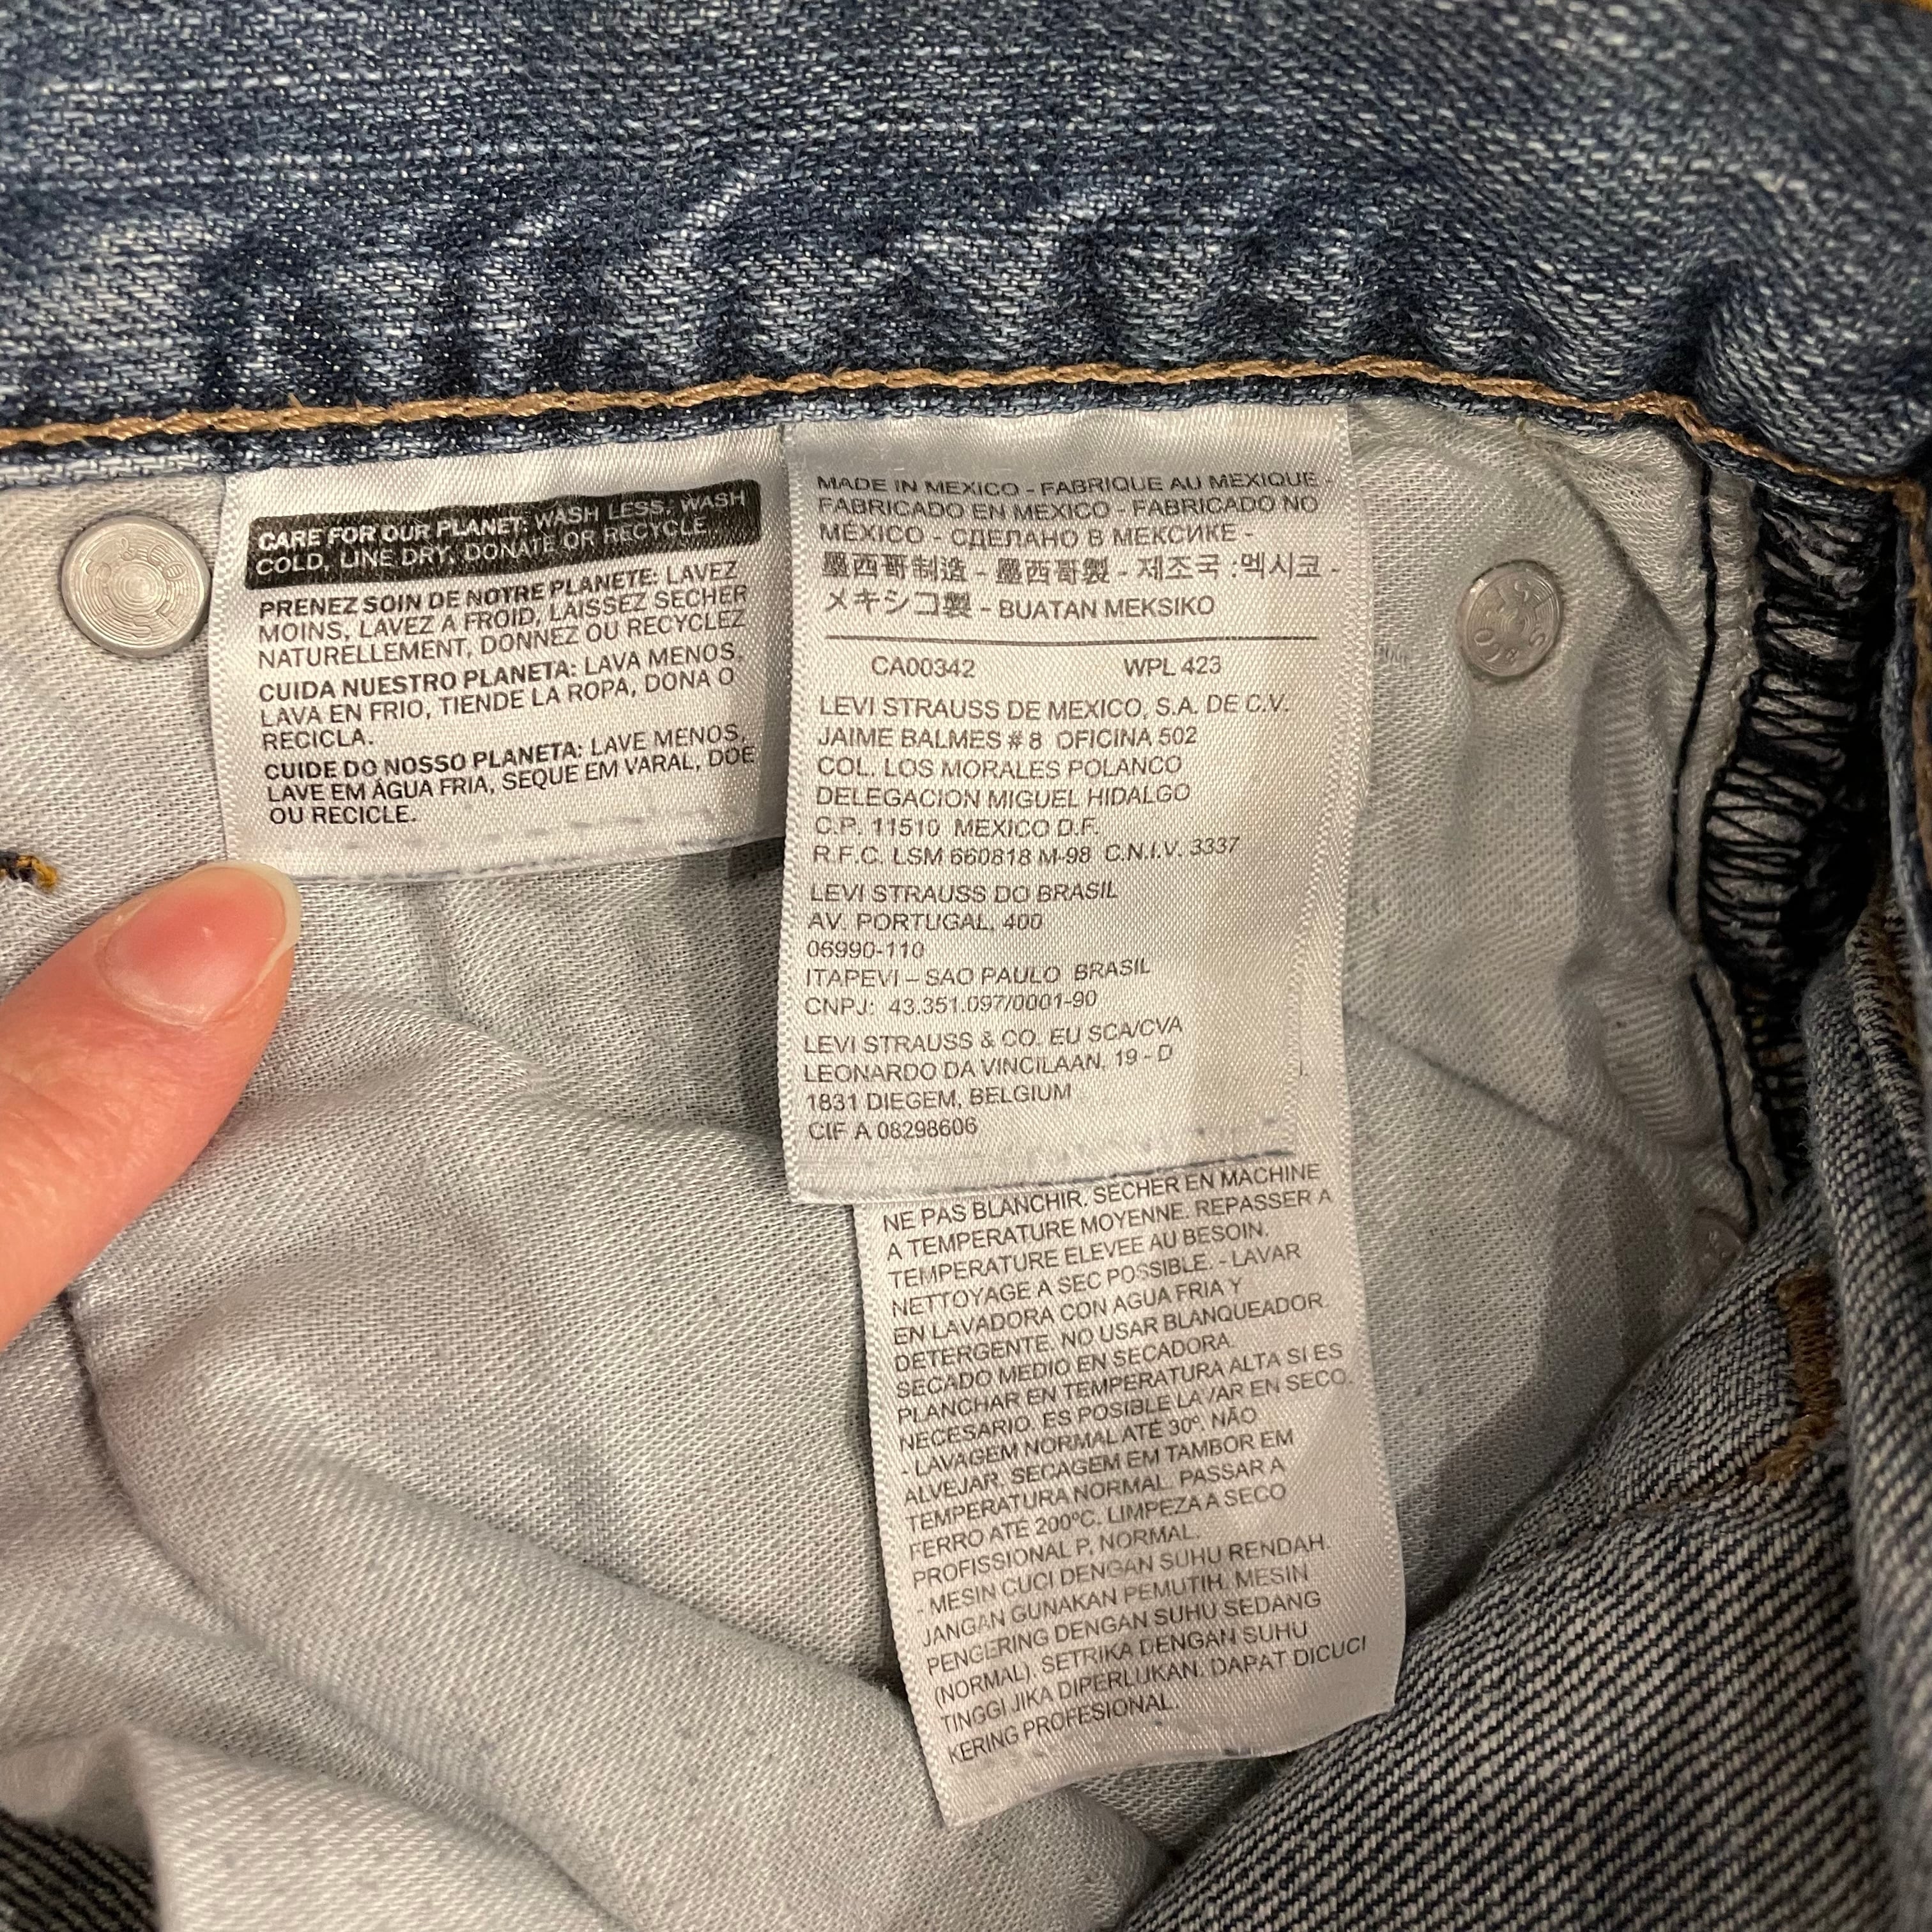 CARE FOR OUR PLANET: WASH LESS, WASH
COLD, LINE DRY, DONATE OR RECYCLE
PRENEZ SOIN DE NOTRE PLANETE: LAVEZ
MOINS, LAVEZ A FROID, LAISSEZ SECHER
NATURELLEMENT, DONNEZ OU RECYCLEZ
CUIDA NUESTRO PLANETA: LAVA MENOS,
LAVA EN FRIO, TIENDE LA ROPA, DONA O
RECICLA.
CUIDE DO NOSSO PLANETA: LAVE MENOS,
LAVE EM ÁGUA FRIA, SEQUE EM VARAL, DOE
OU RECICLE.
MADE IN MEXICO - FABRIQUE AU MEXIQUE -
FABRICADO EN MEXICO - FABRICADO NO
MÉXICO - СДЕЛАНО В МЕКСИКЕ -
墨西哥制造 - 墨西哥製 - 제조국 :멕시코 -
メキシコ製 - BUATAN MEKSIKO
CA00342 WPL 423
LEVI STRAUSS DE MEXICO, S.A. DE C.V.
JAIME BALMES # 8 OFICINA 502
COL. LOS MORALES POLANCO
DELEGACION MIGUEL HIDALGO
C.P. 11510 MEXICO D.F.
R.F.C. LSM 660818 M-98 C.N.I.V. 3337
LEVI STRAUSS DO BRASIL
AV. PORTUGAL, 400
06990-110
ITAPEVI – SAO PAULO BRASIL
CNPJ: 43.351.097/0001-90
LEVI STRAUSS & CO. EU SCA/CVA
LEONARDO DA VINCILAAN, 19 - D
1831 DIEGEM, BELGIUM
CIF A 08298606
NE PAS BLANCHIR. SECHER EN MACHINE
A TEMPERATURE MOYENNE. REPASSER A
TEMPERATURE ELEVEE AU BESOIN.
NETTOYAGE A SEC POSSIBLE. - LAVAR
EN LAVADORA CON AGUA FRIA Y
DETERGENTE. NO USAR BLANQUEADOR.
SECADO MEDIO EN SECADORA.
PLANCHAR EN TEMPERATURA ALTA SI ES
NECESARIO. ES POSIBLE LAVAR EN SECO.
- LAVAGEM NORMAL ATÉ 30º. NÃO
ALVEJAR. SECAGEM EM TAMBOR EM
TEMPERATURA NORMAL. PASSAR A
FERRO ATÉ 200ºC. LIMPEZA A SECO
PROFISSIONAL P, NORMAL.
- MESIN CUCI DENGAN SUHU RENDAH.
JANGAN GUNAKAN PEMUTIH. MESIN
PENGERING DENGAN SUHU SEDANG
(NORMAL). SETRIKA DENGAN SUHU
TINGGI JIKA DIPERLUKAN. DAPAT DICUCI
KERING PROFESIONAL.